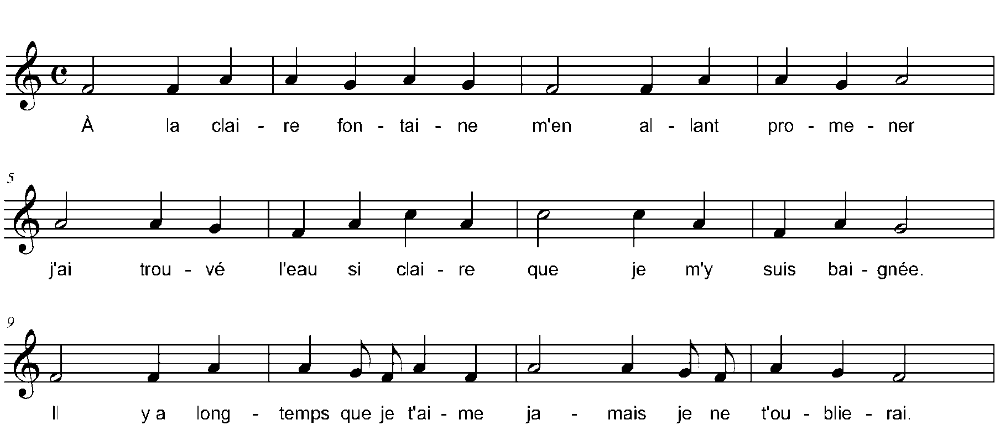 À la clai - re fon - tai - ne m'en al - lant pro - me - ner
5
j'ai trou - vé l'eau si clai - re que je m'y suis bai - gnée.
9
Il y a long - temps que je t'ai - me ja - mais je ne t'ou - blie - rai.